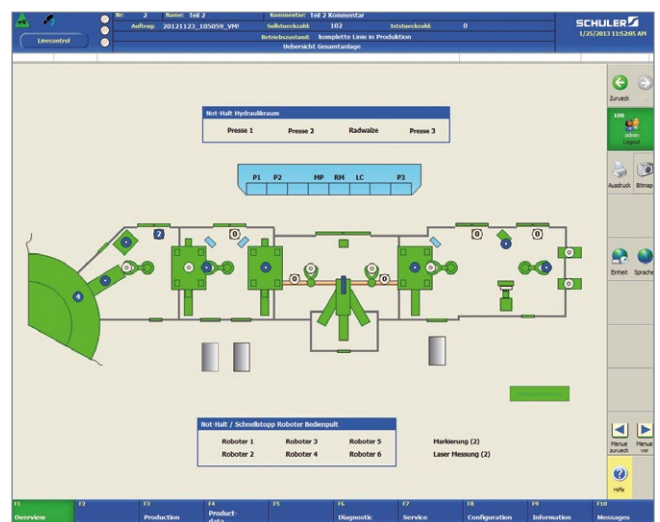 Nr: 2 Name: Teil 2 Kommentar: Teil 2 Kommentar
Auftrag: 20121123_105059_VM! Sollstueckzahl: 102 Iststueckzahl: 0
Betriebszustand: komplette Linie in Produktion
Uebersicht Gesamtanlage
Linecontrol
SCHULER
1/25/2013 11:52:05 AM
Zurueck
100
admin
Logout
Ausdruck Bitmap
Einheit Sprache
Menue zurueck
Menue vor
Hilfe
Not-Halt Hydraulikraum
Presse 1 Presse 2 Radwalze Presse 3
P1 P2 MP RM LC P3
2 0 0 0
4 0 0
Not-Halt / Schnellstopp Roboter Bedienpult
Roboter 1 Roboter 3 Roboter 5 Markierung (2)
Roboter 2 Roboter 4 Roboter 6 Laser Messung (2)
F1 F2 F3 F4 F5 F6 F7 F8 F9 F10
Overview Production Product-data Diagnostic Service Configuration Information Messages